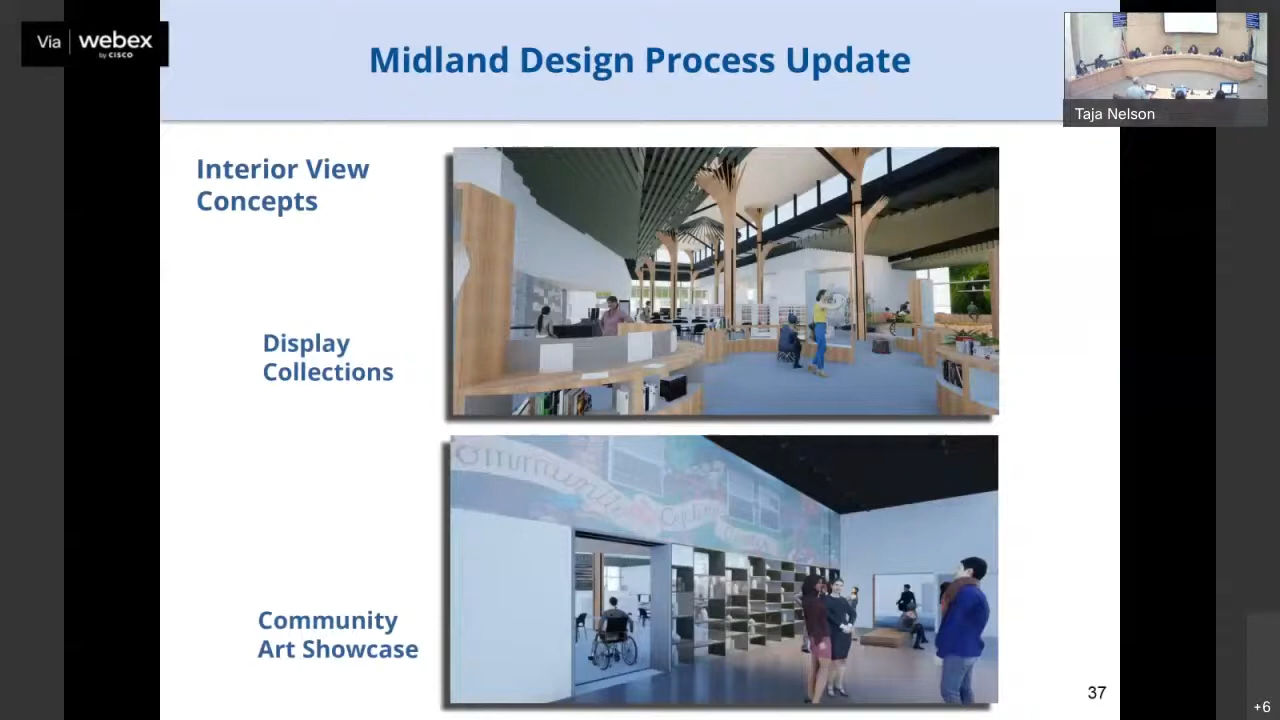 Via webex
by CISCO
Midland Design Process Update
Taja Nelson
Interior View
Concepts
Display
Collections
Community
Art Showcase
37
+6